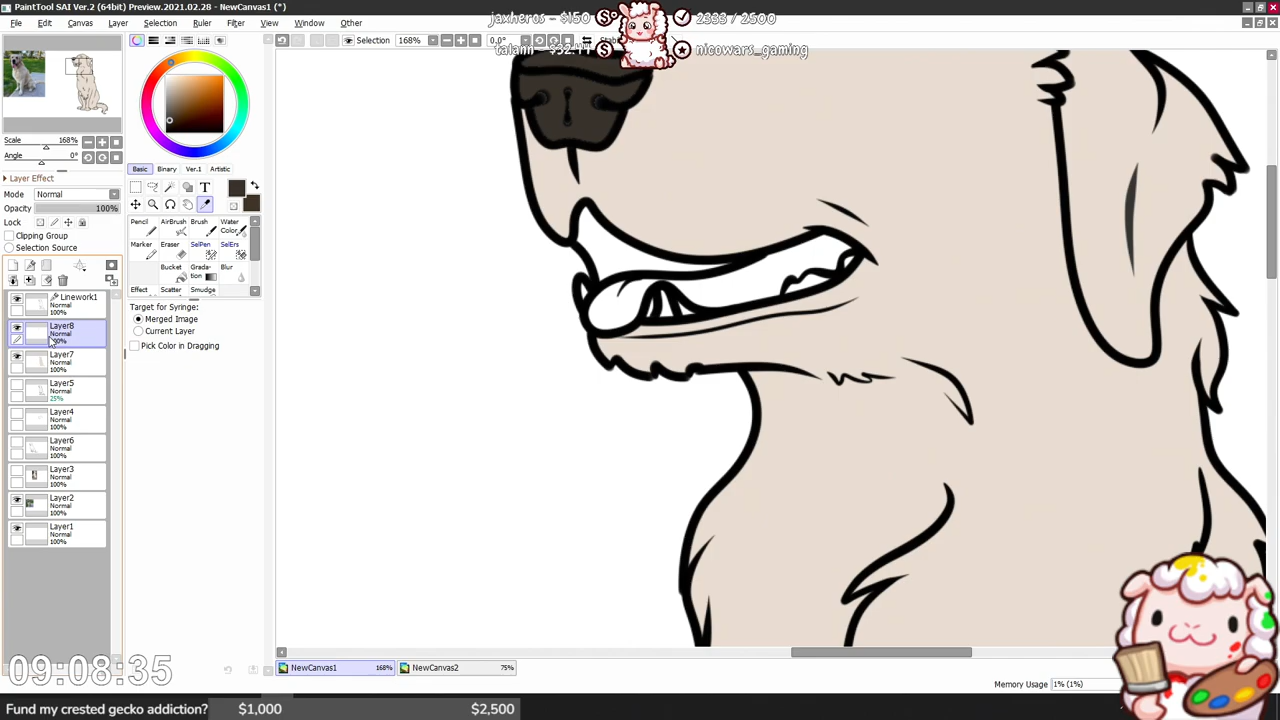 PaintTool SAI Ver.2 (64bit) Preview.2021.02.28 - NewCanvas1
File Edit Canvas Layer Selection Ruler Filter View Window Other
jaxheros – $150 2333 / 2500
talann – $32.44 nicowars_gaming
Selection 168% 0.0°
Scale 168%
Angle 0°
Layer Effect
Mode Normal
Opacity 100%
Lock
Clipping Group
Selection Source
Linework1
Normal
100%
Layer8
Normal
Layer7
Normal
100%
Layer5
Normal
25%
Layer4
Normal
100%
Layer6
Normal
100%
Layer3
Normal
100%
Layer2
Normal
100%
Layer1
Normal
100%
Basic Binary Ver.1 Artistic
T
Pencil AirBrush Brush Water Color
Marker Eraser SelPen SelErs
Bucket Gradation Blur
Effect Scatter Smudge
Target for Syringe:
Merged Image
Current Layer
Pick Color in Dragging
NewCanvas1 168% NewCanvas2 75%
Memory Usage 1% (1%)
09:08:35
Fund my crested gecko addiction? $1,000 $2,500